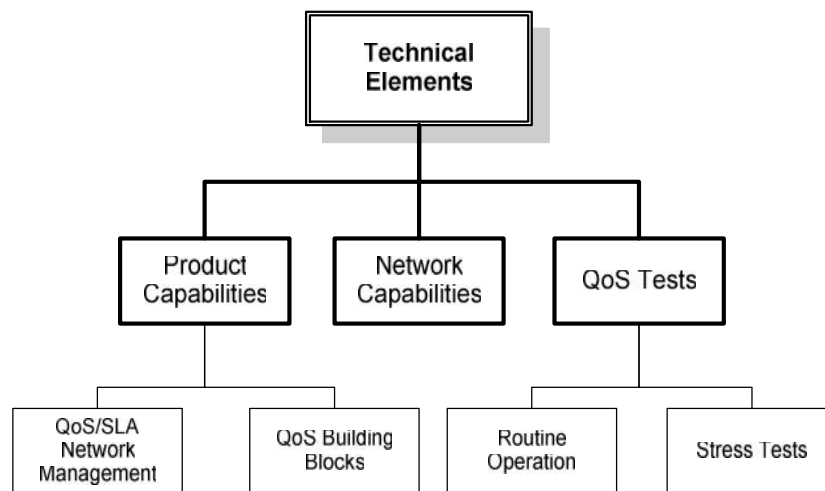 Technical
Elements
Product
Capabilities
Network
Capabilities
QoS Tests
QoS/SLA
Network
Management
QoS Building
Blocks
Routine
Operation
Stress Tests